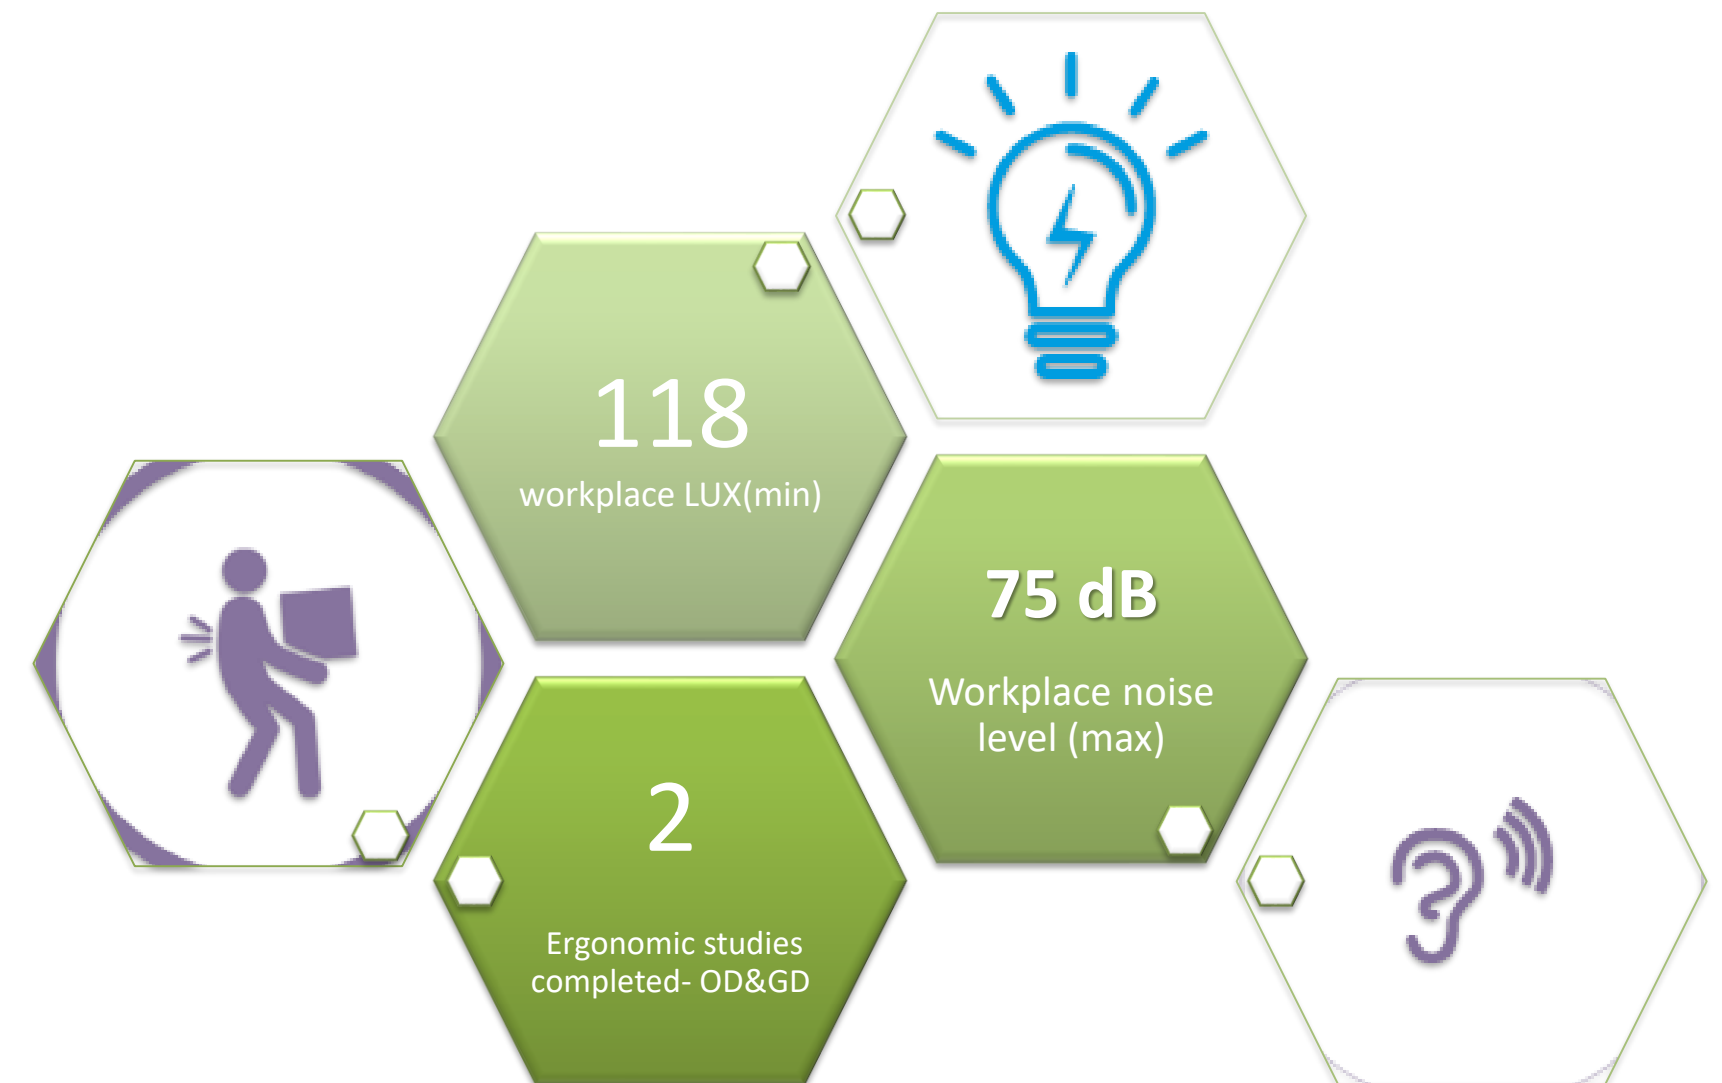 118
workplace LUX(min)
75 dB
Workplace noise
level (max)
2
Ergonomic studies
completed- OD&GD